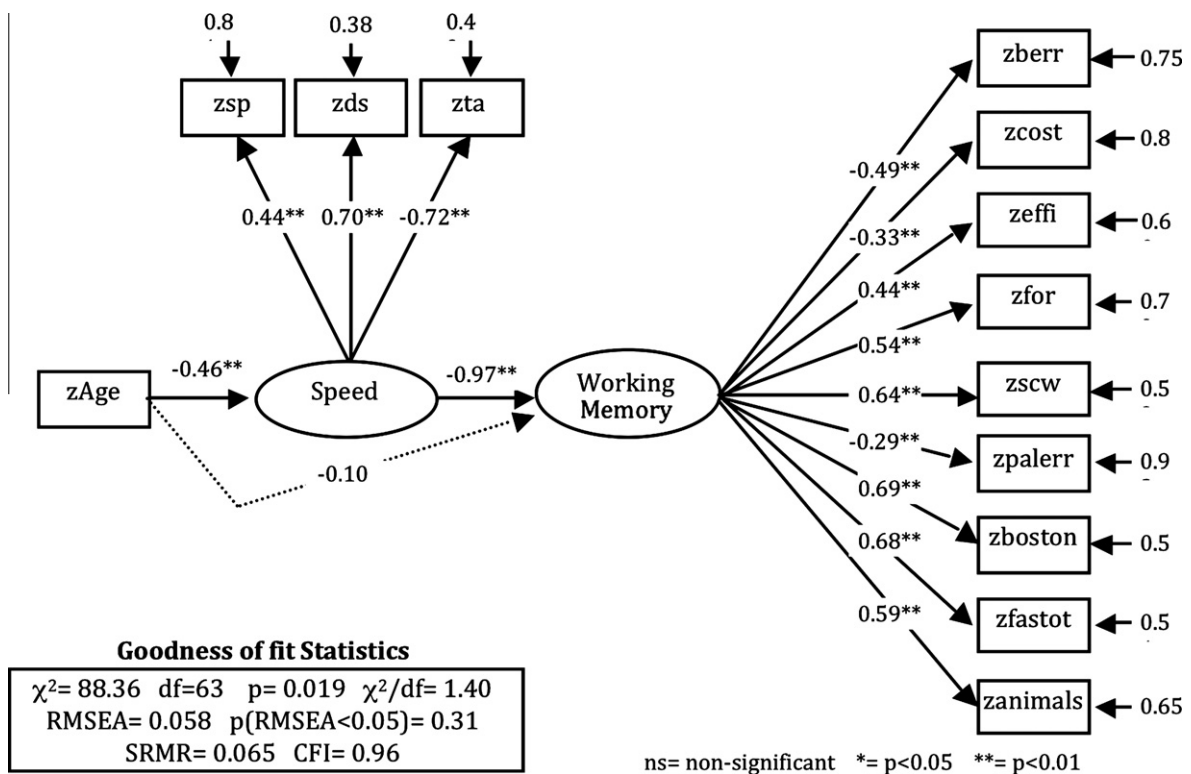 0.8
0.38
0.4
zsp
zds
zta
0.44**
0.70**
-0.72**
zAge
-0.46**
Speed
-0.97**
Working
Memory
-0.10
-0.49**
-0.33**
0.44**
0.54**
0.64**
-0.29**
0.69**
0.68**
0.59**
zberr
0.75
zcost
0.8
zeffi
0.6
zfor
0.7
zscw
0.5
zpalerr
0.9
zboston
0.5
zfastot
0.5
zanimals
0.65
Goodness of fit Statistics
χ²= 88.36 df=63 p= 0.019 χ²/df= 1.40
RMSEA= 0.058 p(RMSEA<0.05)= 0.31
SRMR= 0.065 CFI= 0.96
ns= non-significant *= p<0.05 **= p<0.01